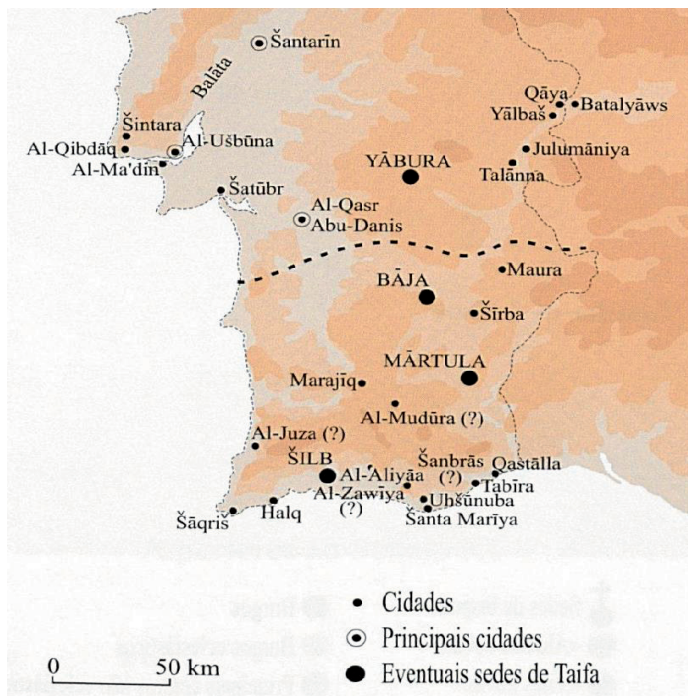 Šantarīn
Balāta
Qāya
Batalyāws
Yālbaš
Šintara
Al-Qibdāq
Al-Ušbūna
Al-Ma'din
Julumāniya
YĀBURA
Talānna
Šatūbr
Al-Qasr
Abu-Danis
Maura
BĀJA
Šīrba
MĀRTULA
Marajīq
Al-Mudūra (?)
Al-Juza (?)
ŠILB
Al-Aliyāa
Šanbrās
(?)
Qastālla
Al-Zawīya
(?)
Tabīra
Uhšūnuba
Šanta Marīya
Halq
Šāqriš
Cidades
Principais cidades
Eventuais sedes de Taifa
0 50 km